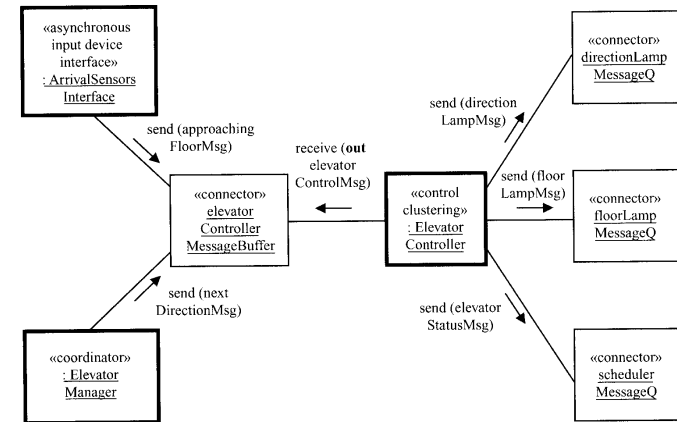 «asynchronous
input device
interface»
: ArrivalSensors
Interface
send (approaching
FloorMsg)
«connector»
elevator
Controller
MessageBuffer
send (next
DirectionMsg)
«coordinator»
: Elevator
Manager
receive (out
elevator
ControlMsg)
«control
clustering»
: Elevator
Controller
send (direction
LampMsg)
«connector»
directionLamp
MessageQ
send (floor
LampMsg)
«connector»
floorLamp
MessageQ
send (elevator
StatusMsg)
«connector»
scheduler
MessageQ